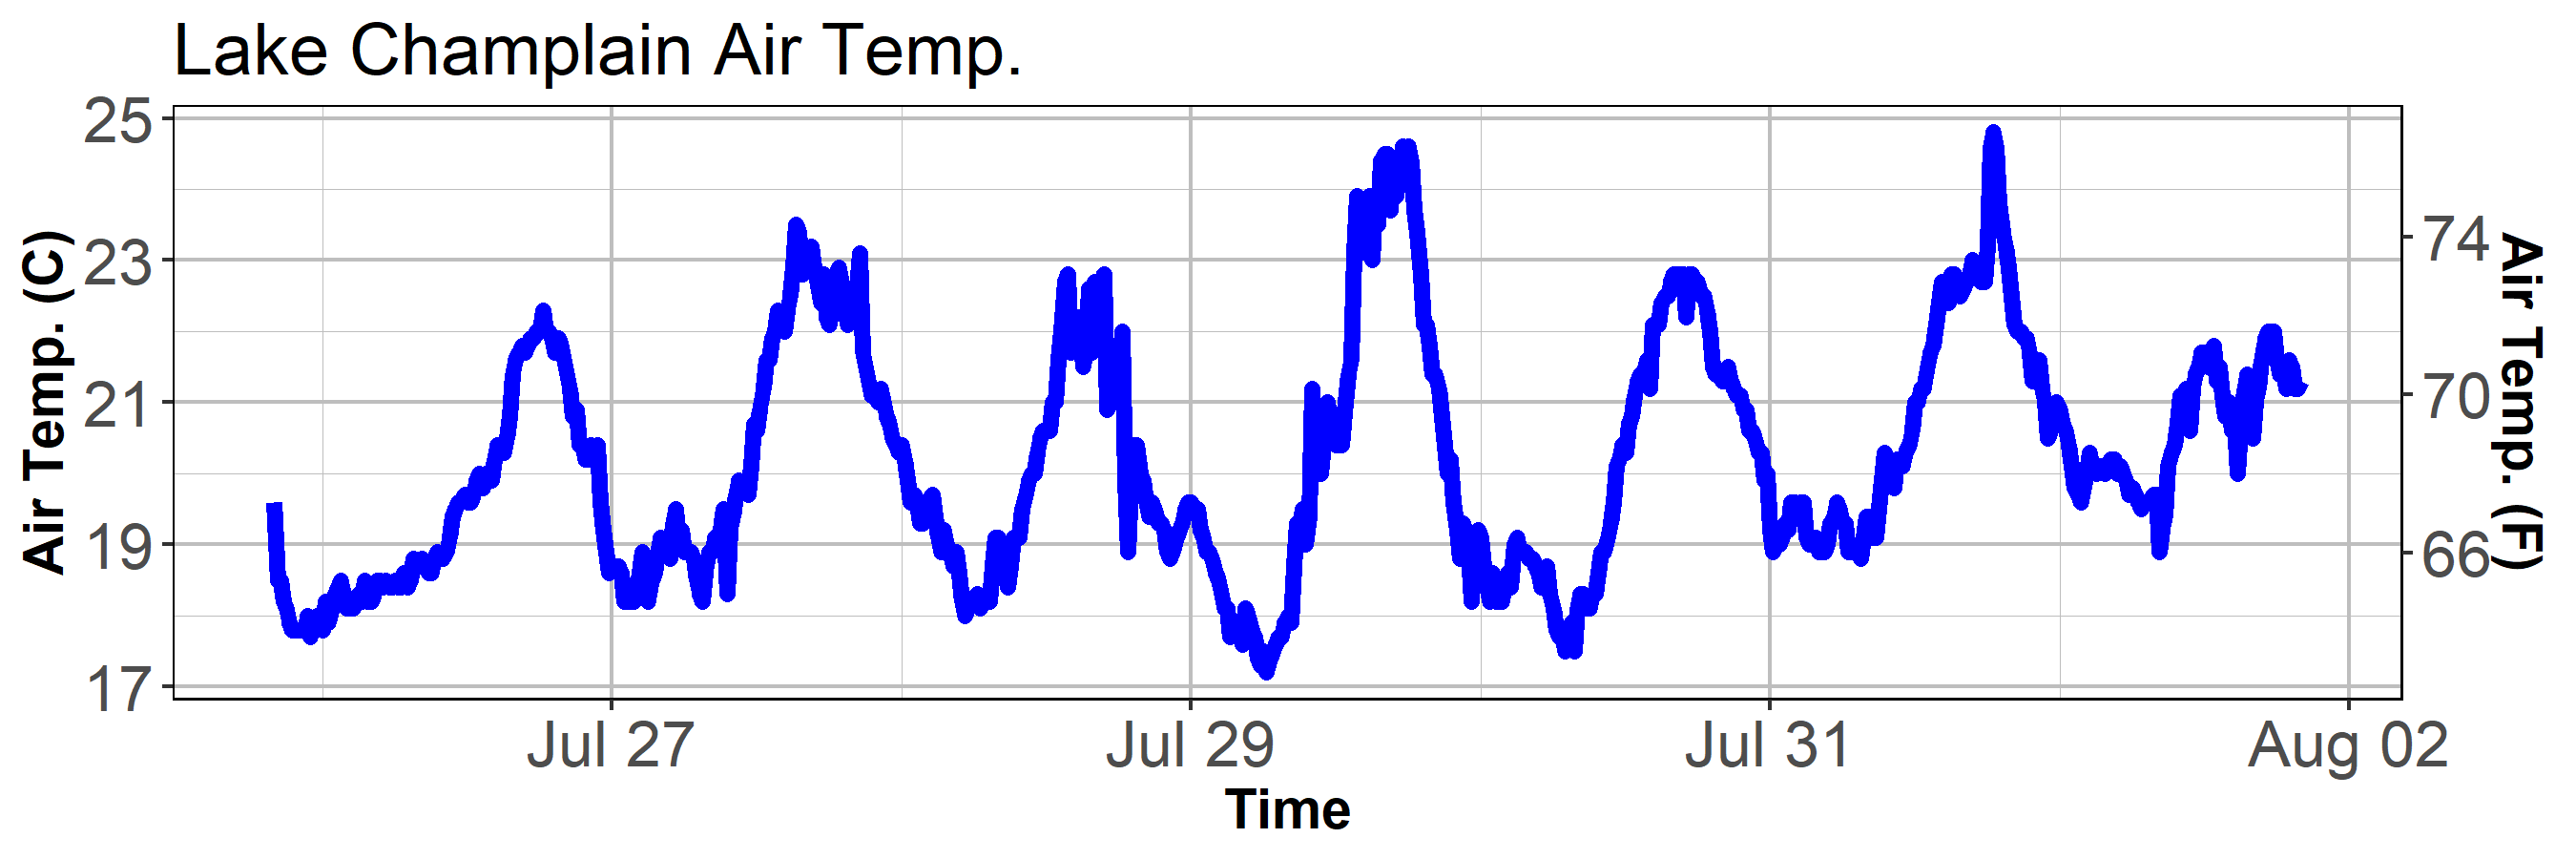 Lake Champlain Air Temp.
Air Temp. (C)
25
23
21
19
17
74
70
66
Air Temp. (F)
Jul 27
Jul 29
Jul 31
Aug 02
Time